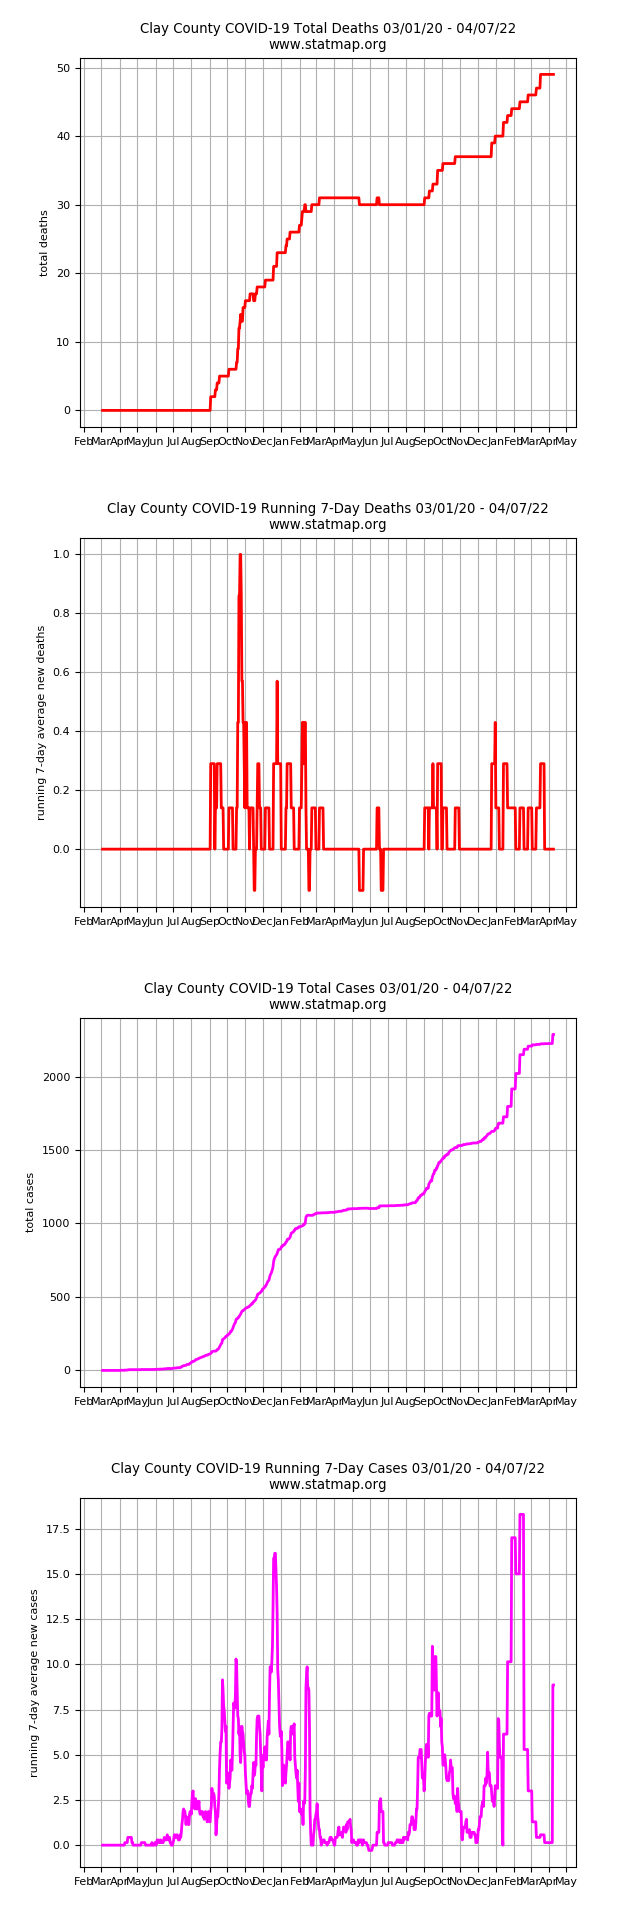 Clay County COVID-19 Total Deaths 03/01/20 - 04/07/22
www.statmap.org
50
40
30
20
10
0
total deaths
Feb Mar Apr May Jun Jul Aug Sep Oct Nov Dec Jan Feb Mar Apr May Jun Jul Aug Sep Oct Nov Dec Jan Feb Mar Apr May
Clay County COVID-19 Running 7-Day Deaths 03/01/20 - 04/07/22
www.statmap.org
1.0
0.8
0.6
0.4
0.2
0.0
running 7-day average new deaths
Feb Mar Apr May Jun Jul Aug Sep Oct Nov Dec Jan Feb Mar Apr May Jun Jul Aug Sep Oct Nov Dec Jan Feb Mar Apr May
Clay County COVID-19 Total Cases 03/01/20 - 04/07/22
www.statmap.org
2000
1500
1000
500
0
total cases
Feb Mar Apr May Jun Jul Aug Sep Oct Nov Dec Jan Feb Mar Apr May Jun Jul Aug Sep Oct Nov Dec Jan Feb Mar Apr May
Clay County COVID-19 Running 7-Day Cases 03/01/20 - 04/07/22
www.statmap.org
17.5
15.0
12.5
10.0
7.5
5.0
2.5
0.0
running 7-day average new cases
Feb Mar Apr May Jun Jul Aug Sep Oct Nov Dec Jan Feb Mar Apr May Jun Jul Aug Sep Oct Nov Dec Jan Feb Mar Apr May